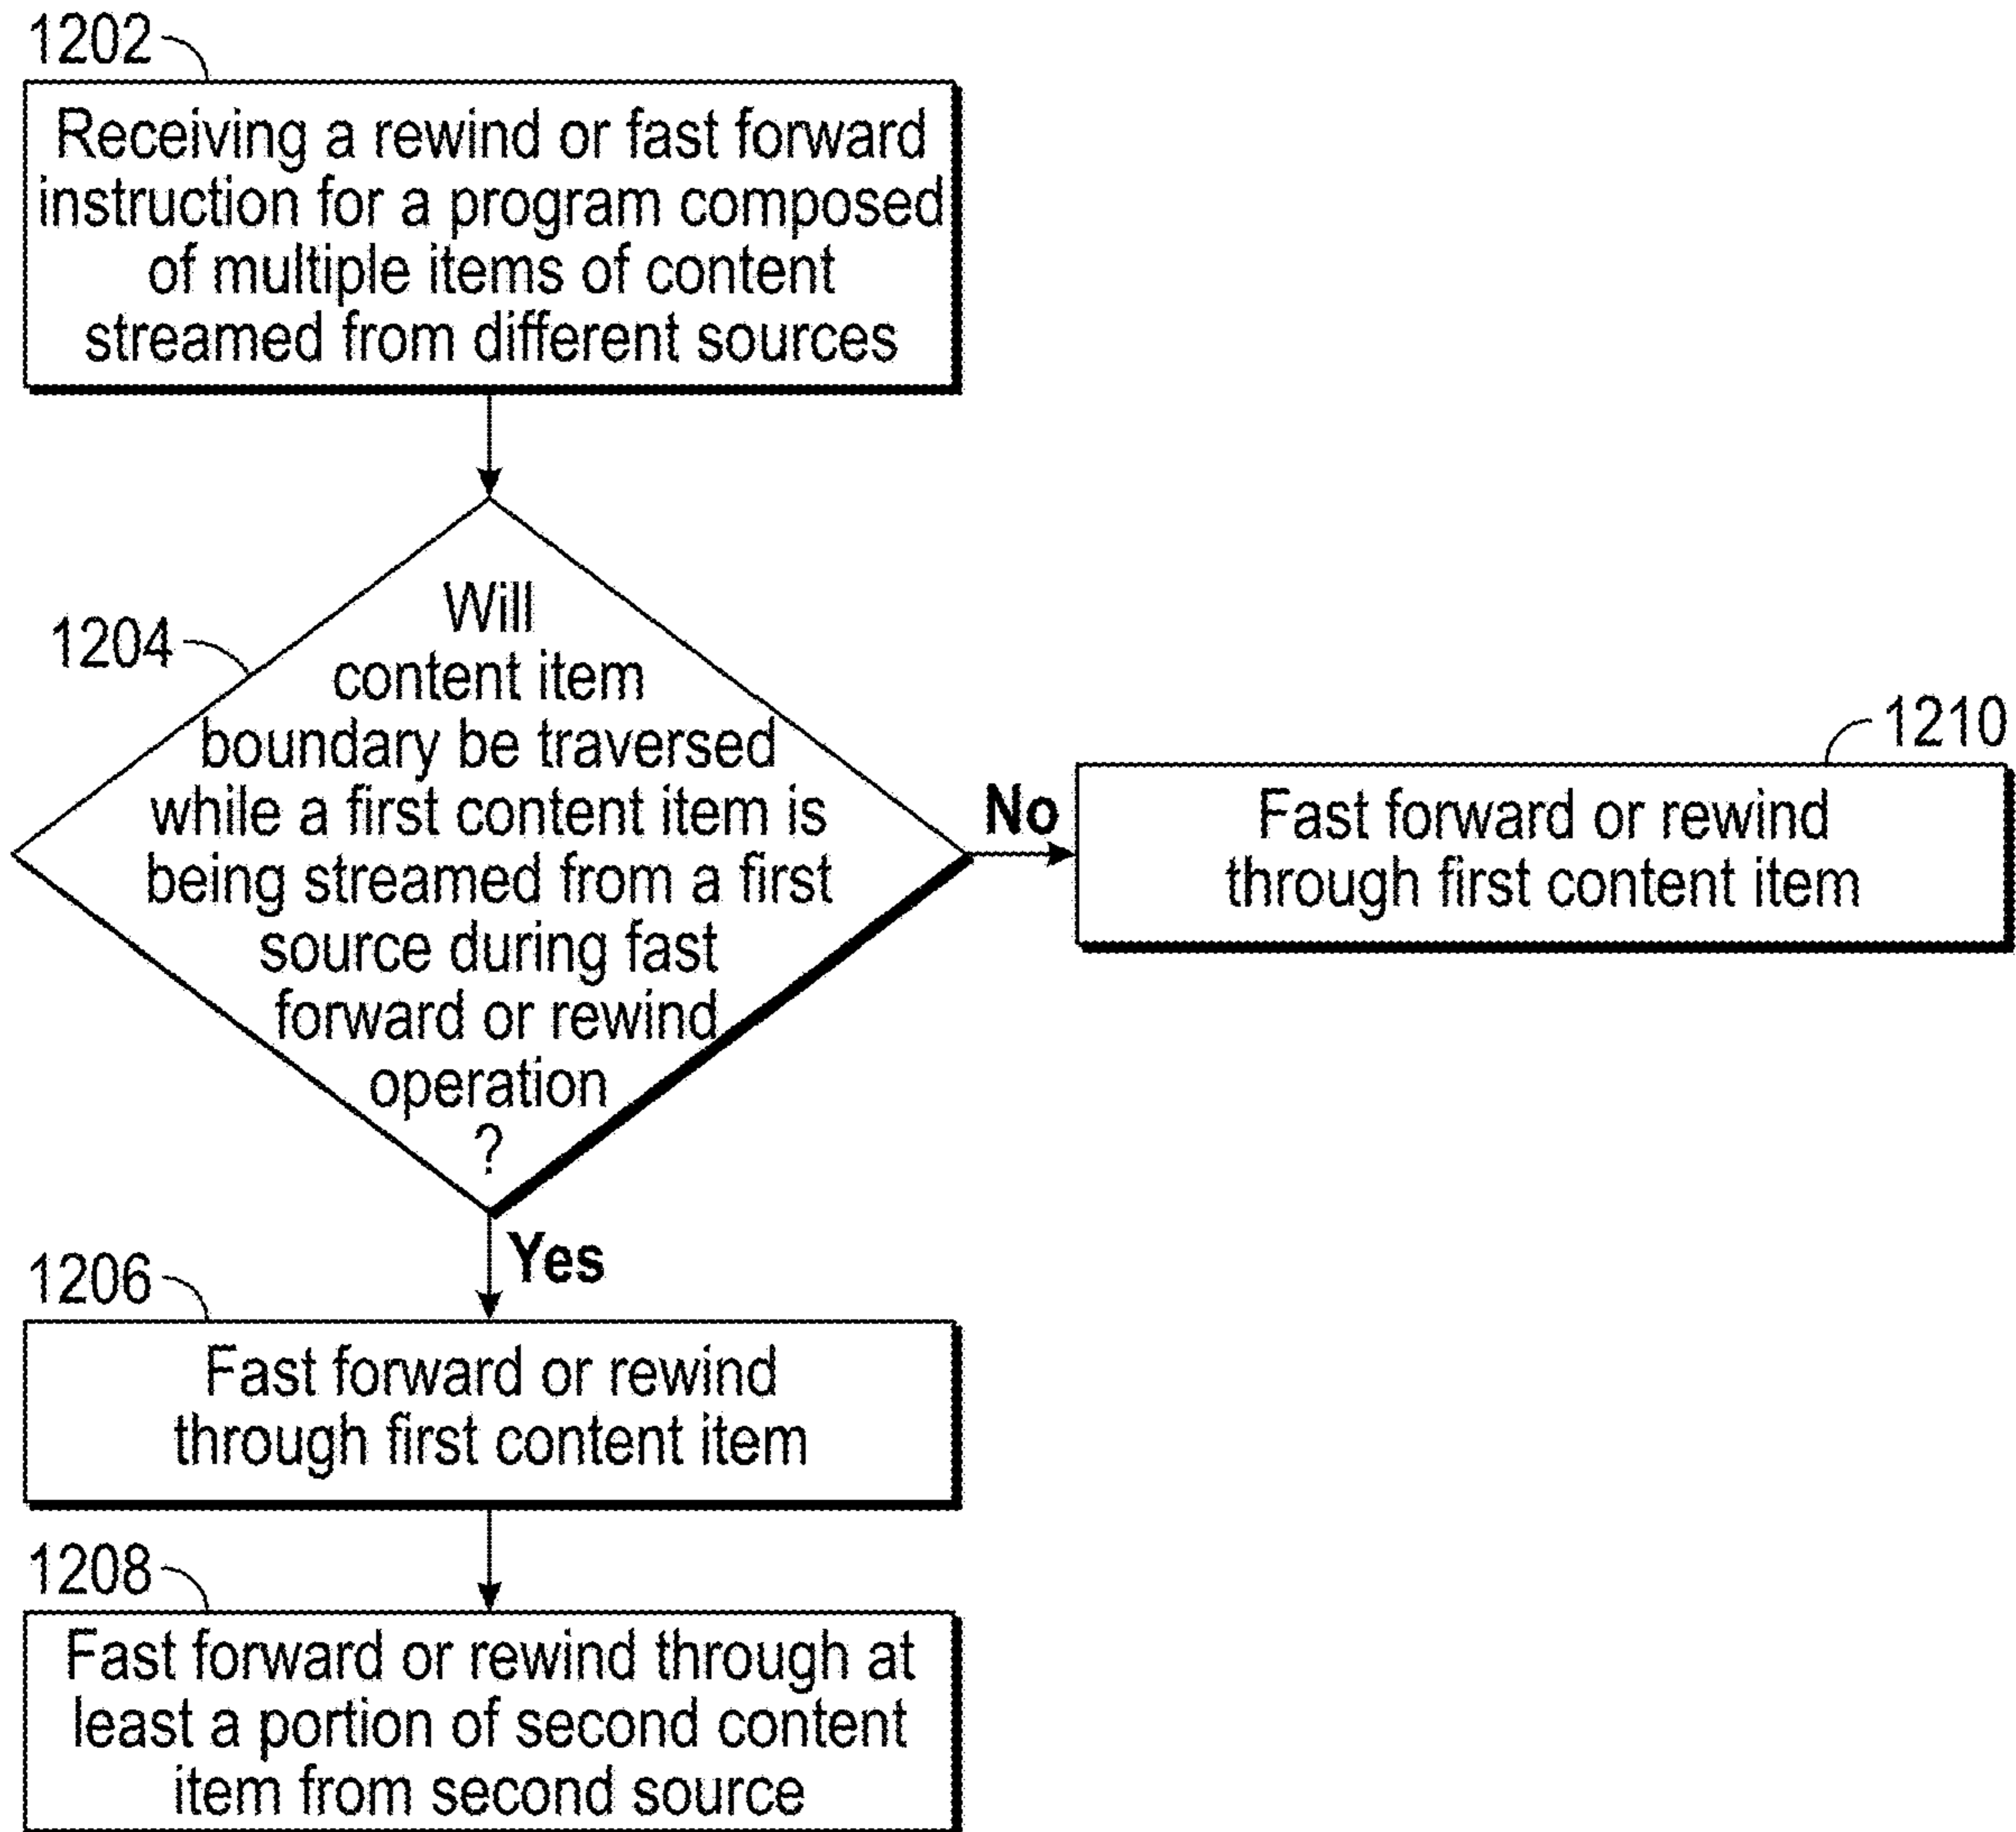 1202
Receiving a rewind or fast forward
instruction for a program composed
of multiple items of content
streamed from different sources
1204
Will
content item
boundary be traversed
while a first content item is
being streamed from a first
source during fast
forward or rewind
operation
?
No
1210
Fast forward or rewind
through first content item
Yes
1206
Fast forward or rewind
through first content item
1208
Fast forward or rewind through at
least a portion of second content
item from second source